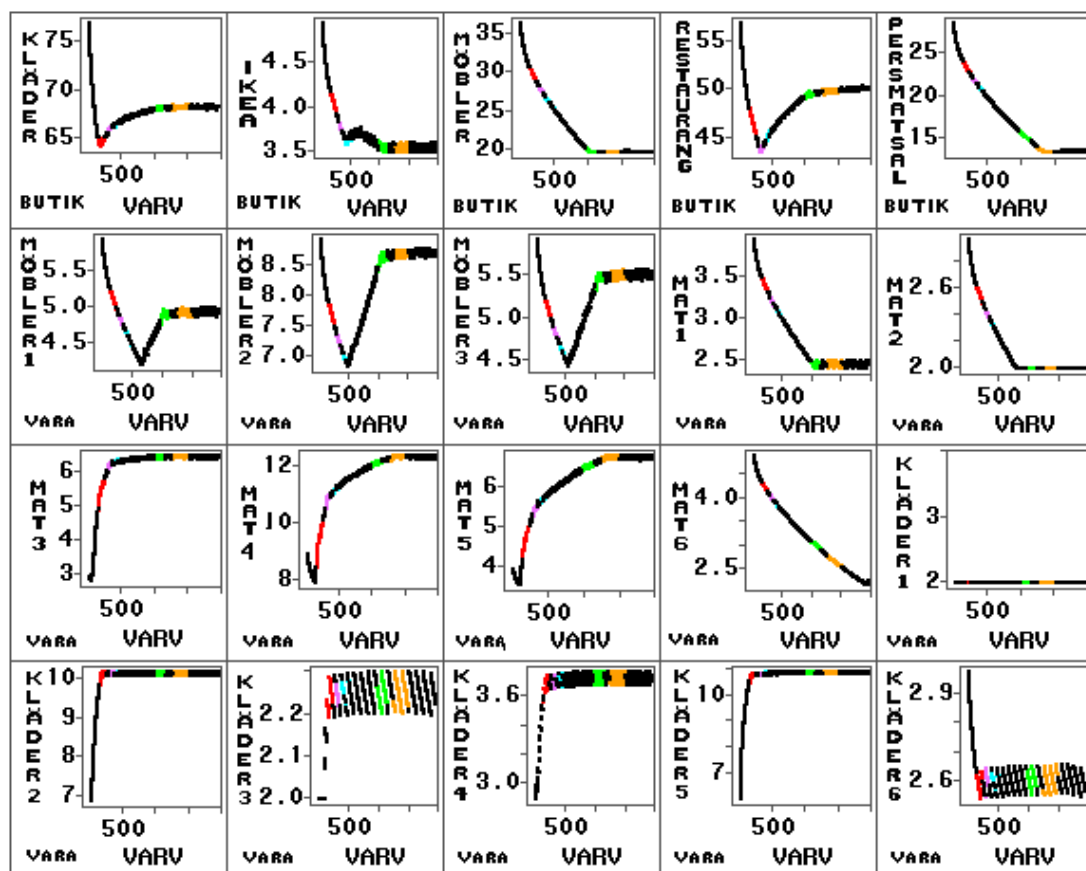 KLÄDER
75
70
65
500
BUTIK VARV
IKEA
4.5
4.0
3.5
500
BUTIK VARV
MÖBLER
35
30
25
20
500
BUTIK VARV
RESTAURANG
55
50
45
500
BUTIK VARV
PERSMATSAL
25
20
15
500
BUTIK VARV
MÖBLER1
5.5
5.0
4.5
500
VARA VARV
MÖBLER2
8.5
8.0
7.5
7.0
500
VARA VARV
MÖBLER3
5.5
5.0
4.5
500
VARA VARV
MAT1
3.5
3.0
2.5
500
VARA VARV
MAT2
2.6
2.0
500
VARA VARV
MAT3
6
5
4
3
500
VARA VARV
MAT4
12
10
8
500
VARA VARV
MAT5
6
5
4
500
VARA VARV
MAT6
4.0
2.5
500
VARA VARV
KLÄDER1
3
2
500
VARA VARV
KLÄDER2
10
9
8
7
500
VARA VARV
KLÄDER3
2.2
2.1
2.0
500
VARA VARV
KLÄDER4
3.6
3.0
500
VARA VARV
KLÄDER5
10
7
500
VARA VARV
KLÄDER6
2.9
2.6
500
VARA VARV